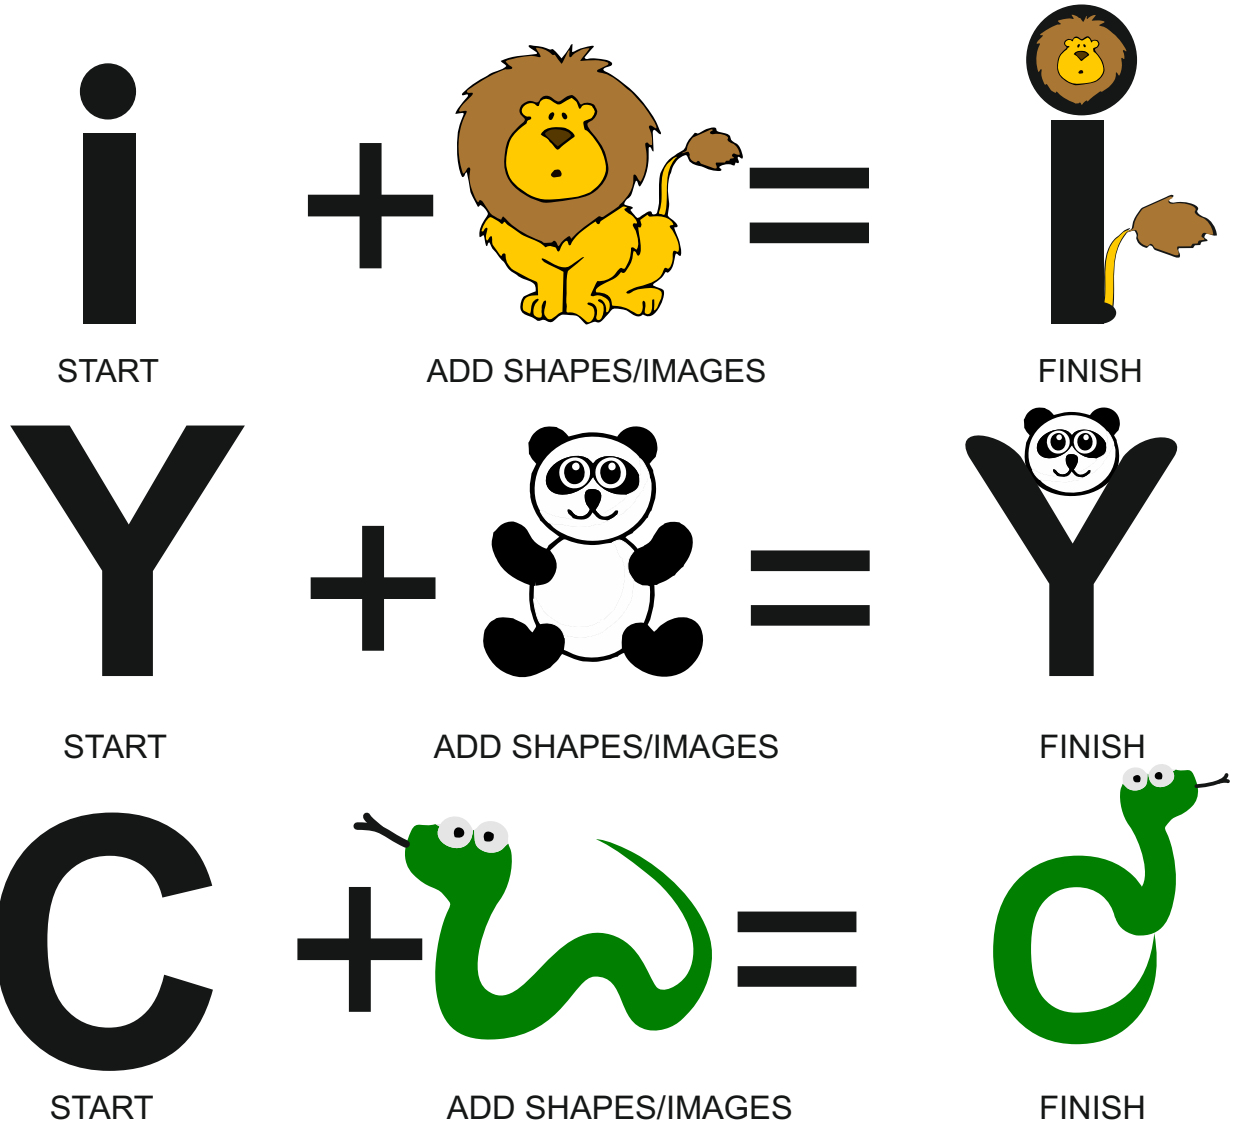 i + =
START ADD SHAPES/IMAGES FINISH
Y + = Y
START ADD SHAPES/IMAGES FINISH
C + =
START ADD SHAPES/IMAGES FINISH